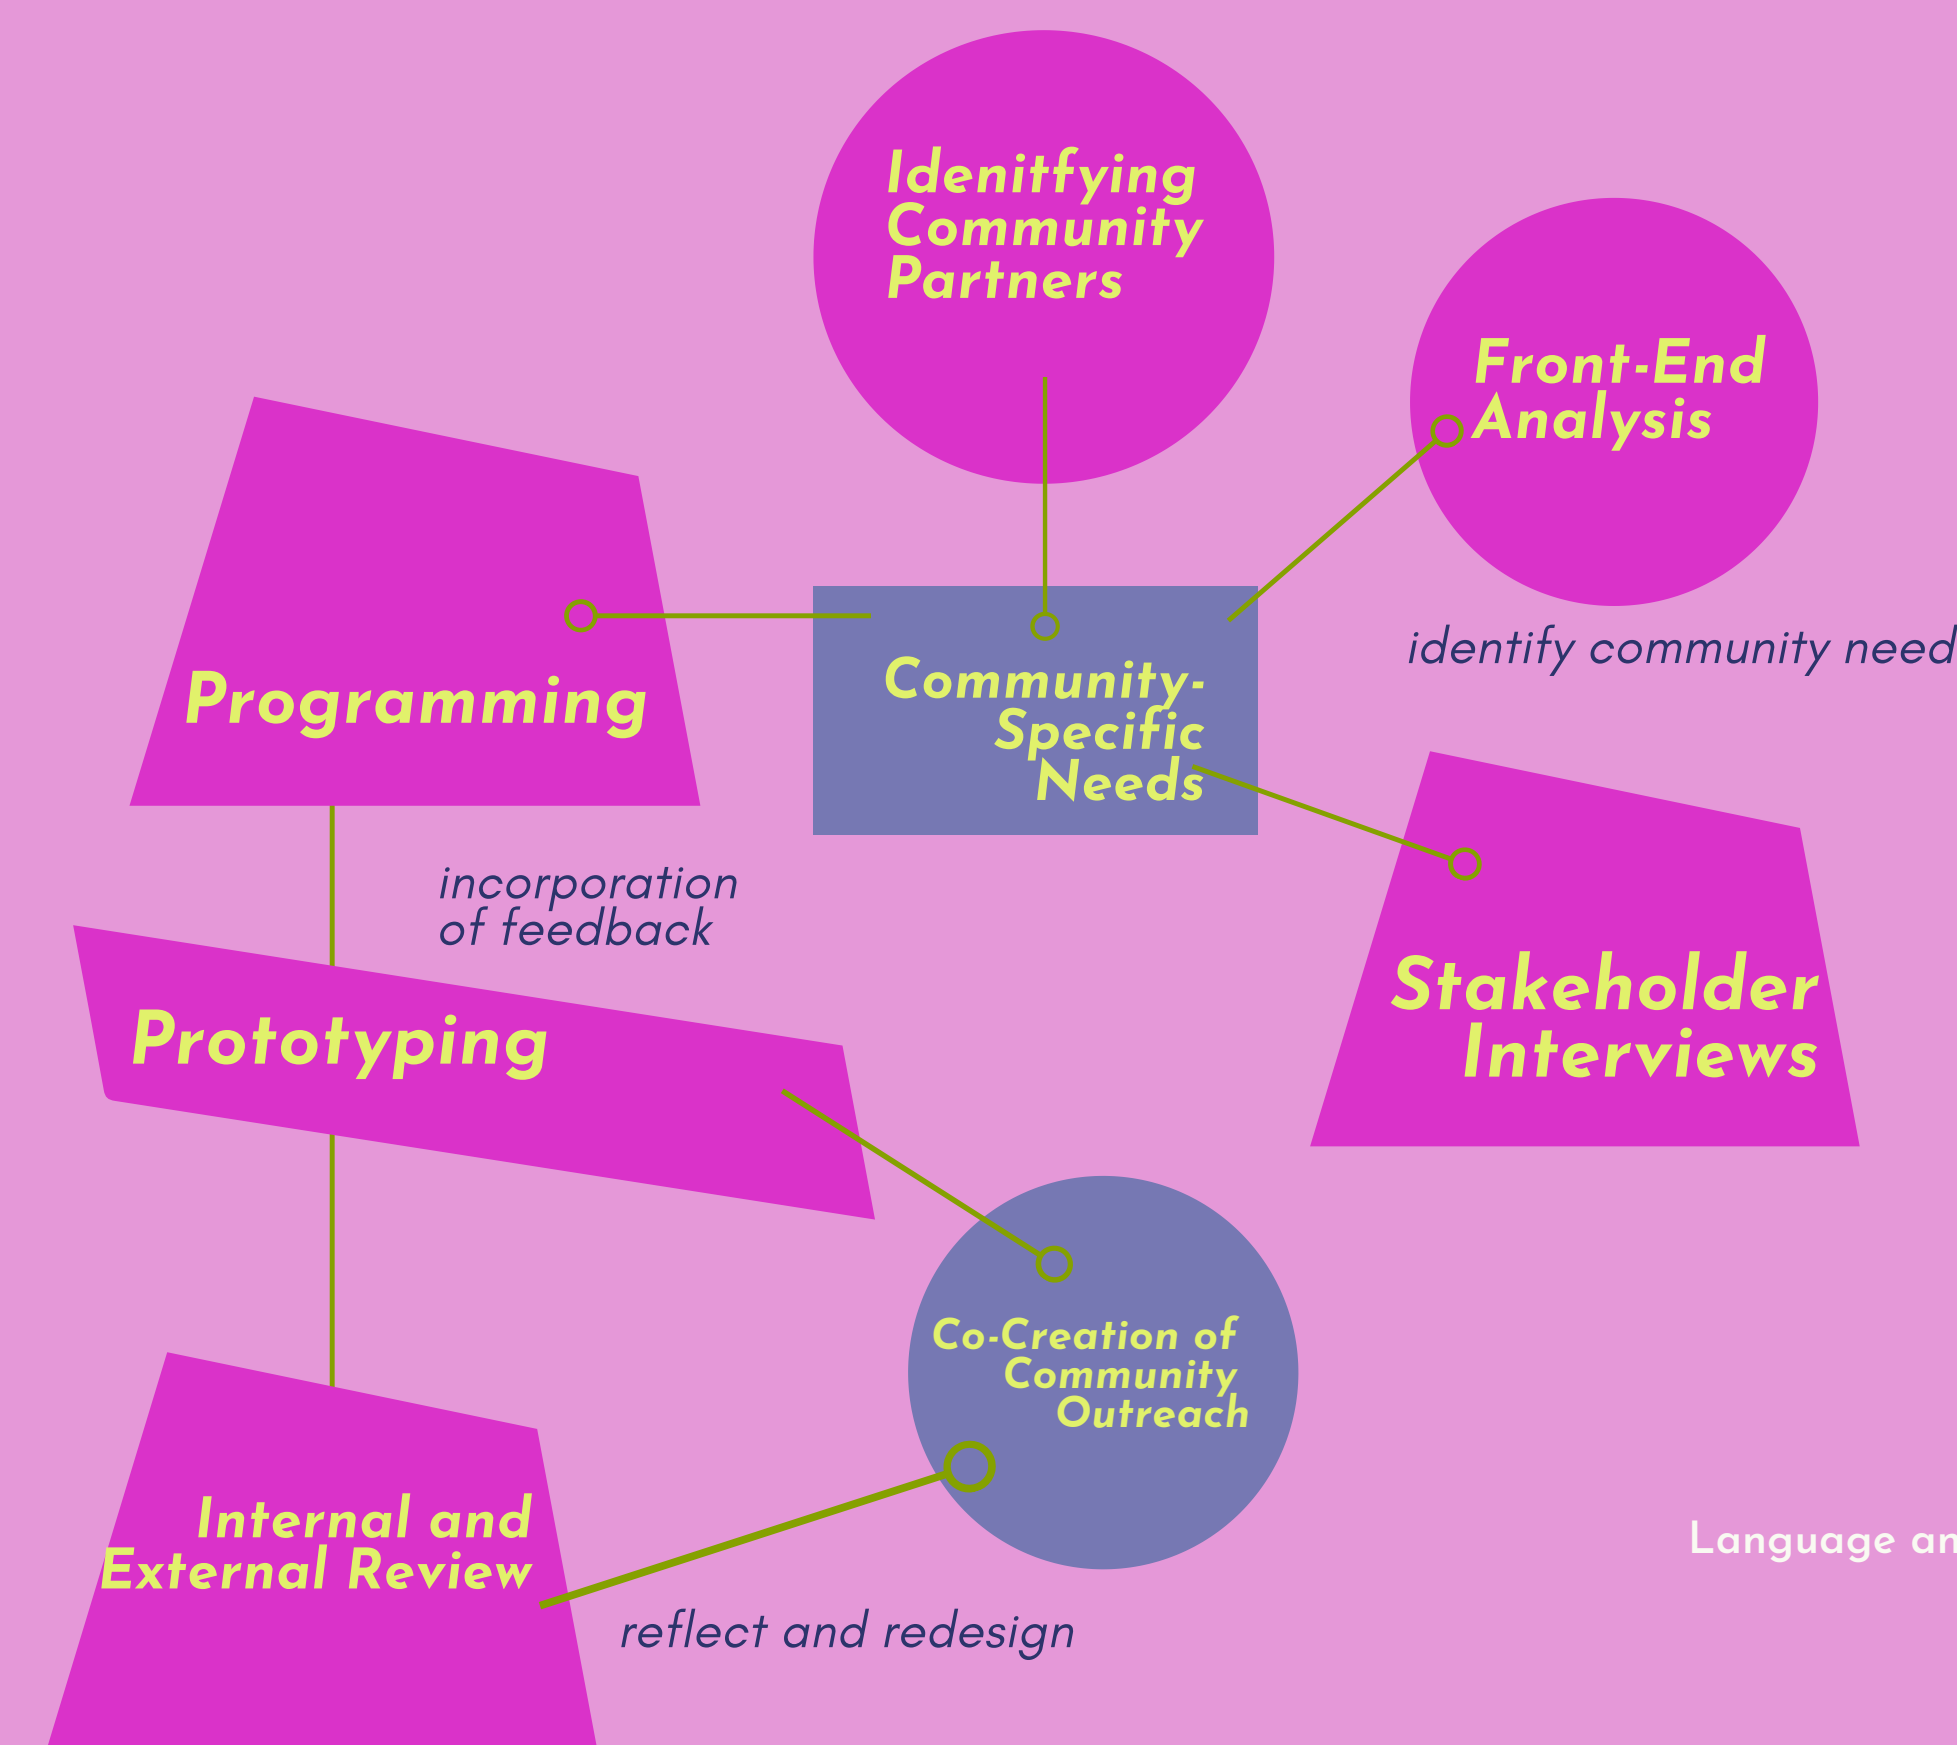 Idenitfying
Community
Partners
Front-End
Analysis
identify community need
Programming
Community-
Specific
Needs
incorporation
of feedback
Stakeholder
Interviews
Prototyping
Co-Creation of
Community
Outreach
Internal and
External Review
reflect and redesign
Language an